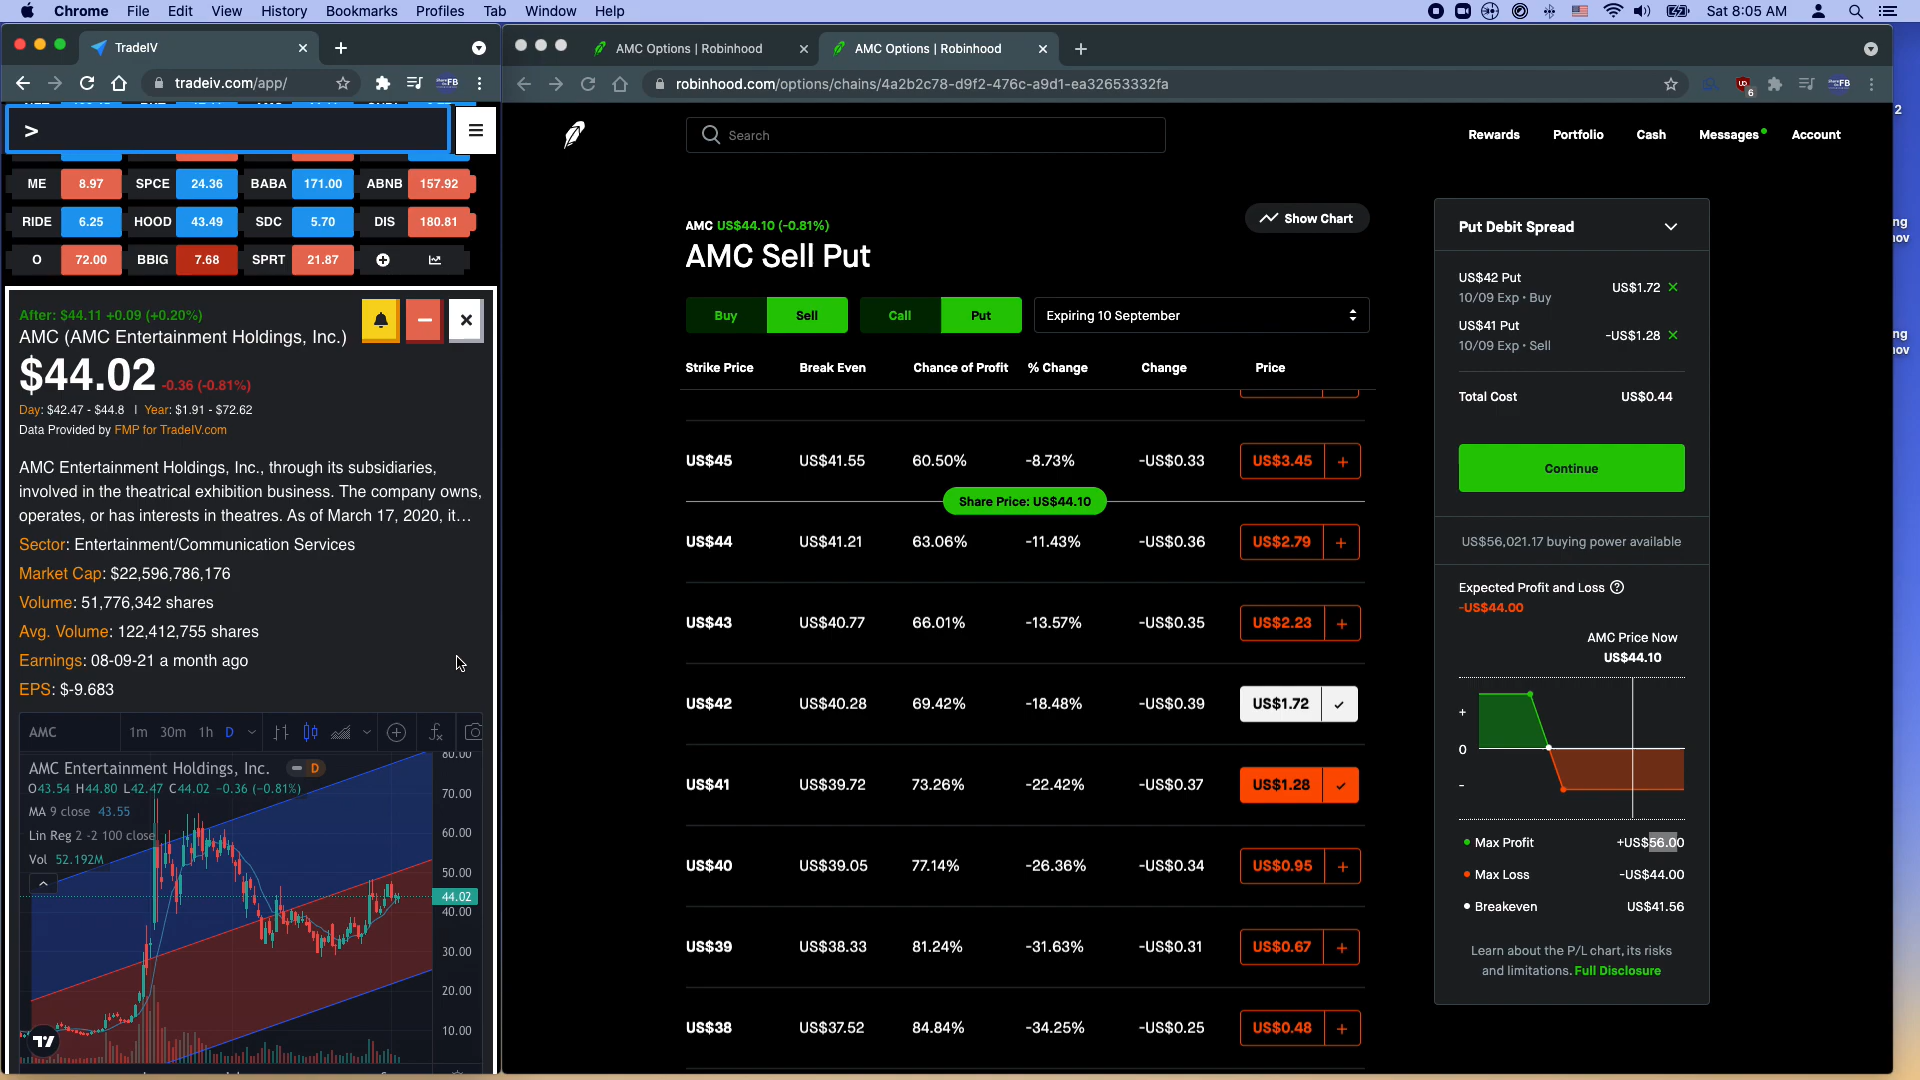 Chrome File Edit View History Bookmarks Profiles Tab Window Help
Sat 8:05 AM
TradeIV
AMC Options | Robinhood
AMC Options | Robinhood
tradeiv.com/app/
robinhood.com/options/chains/4a2b2c78-d9f2-476c-a9d1-ea32653332fa
6
>
ME 8.97 SPCE 24.36 BABA 171.00 ABNB 157.92
RIDE 6.25 HOOD 43.49 SDC 5.70 DIS 180.81
O 72.00 BBIG 7.68 SPRT 21.87
After: $44.11 +0.09 (+0.20%)
AMC (AMC Entertainment Holdings, Inc.)
$44.02 -0.36 (-0.81%)
Day: $42.47 - $44.8 | Year: $1.91 - $72.62
Data Provided by FMP for TradeIV.com
AMC Entertainment Holdings, Inc., through its subsidiaries,
involved in the theatrical exhibition business. The company owns,
operates, or has interests in theatres. As of March 17, 2020, it…
Sector: Entertainment/Communication Services
Market Cap: $22,596,786,176
Volume: 51,776,342 shares
Avg. Volume: 122,412,755 shares
Earnings: 08-09-21 a month ago
EPS: $-9.683
AMC 1m 30m 1h D
AMC Entertainment Holdings, Inc. D
O43.54 H44.80 L42.47 C44.02 -0.36 (-0.81%)
MA 9 close 43.55
Lin Reg 2 -2 100 close
Vol 52.192M
80.00
70.00
60.00
50.00
44.02
40.00
30.00
20.00
10.00
Search
Rewards Portfolio Cash Messages Account
AMC US$44.10 (-0.81%)
AMC Sell Put
Show Chart
Buy Sell Call Put Expiring 10 September
Strike Price Break Even Chance of Profit % Change Change Price
US$45 US$41.55 60.50% -8.73% -US$0.33 US$3.45 +
Share Price: US$44.10
US$44 US$41.21 63.06% -11.43% -US$0.36 US$2.79 +
US$43 US$40.77 66.01% -13.57% -US$0.35 US$2.23 +
US$42 US$40.28 69.42% -18.48% -US$0.39 US$1.72
US$41 US$39.72 73.26% -22.42% -US$0.37 US$1.28
US$40 US$39.05 77.14% -26.36% -US$0.34 US$0.95 +
US$39 US$38.33 81.24% -31.63% -US$0.31 US$0.67 +
US$38 US$37.52 84.84% -34.25% -US$0.25 US$0.48 +
Put Debit Spread
US$42 Put
10/09 Exp • Buy
US$1.72
US$41 Put
10/09 Exp • Sell
-US$1.28
Total Cost US$0.44
Continue
US$56,021.17 buying power available
Expected Profit and Loss
-US$44.00
AMC Price Now
US$44.10
+
0
-
Max Profit +US$56.00
Max Loss -US$44.00
Breakeven US$41.56
Learn about the P/L chart, its risks
and limitations. Full Disclosure